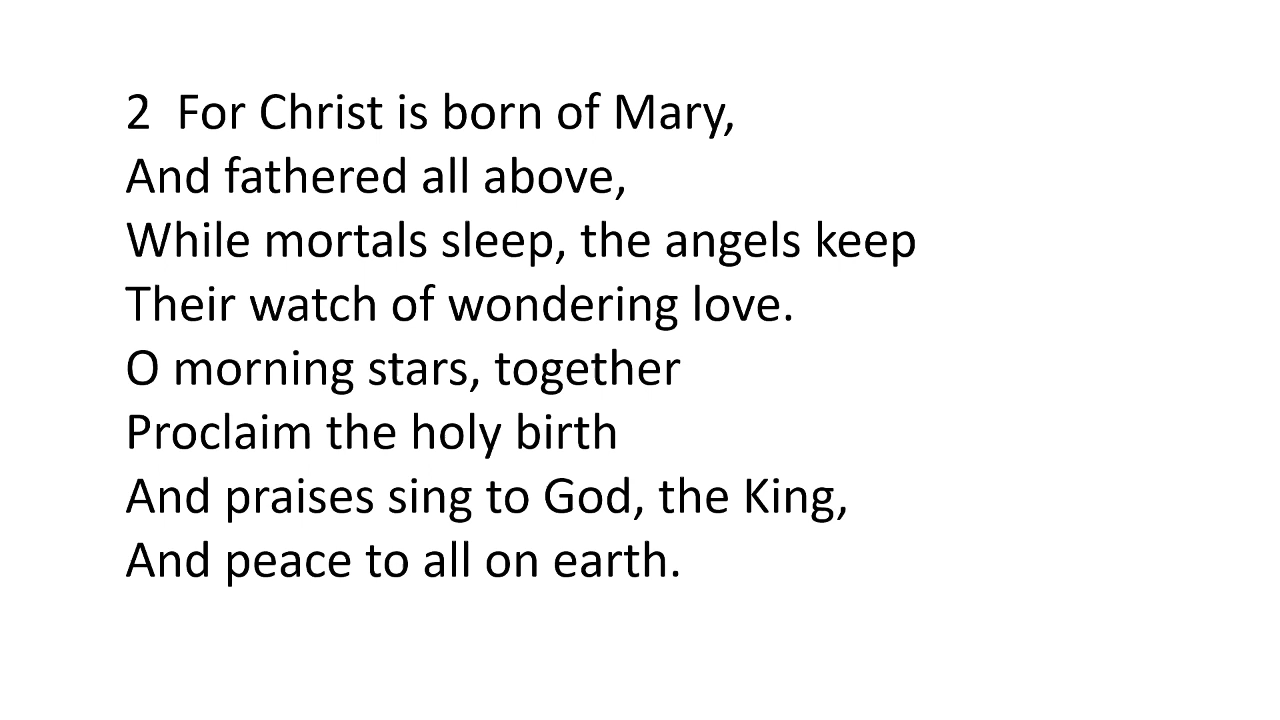 2  For Christ is born of Mary,
And fathered all above,
While mortals sleep, the angels keep
Their watch of wondering love.
O morning stars, together
Proclaim the holy birth
And praises sing to God, the King,
And peace to all on earth.